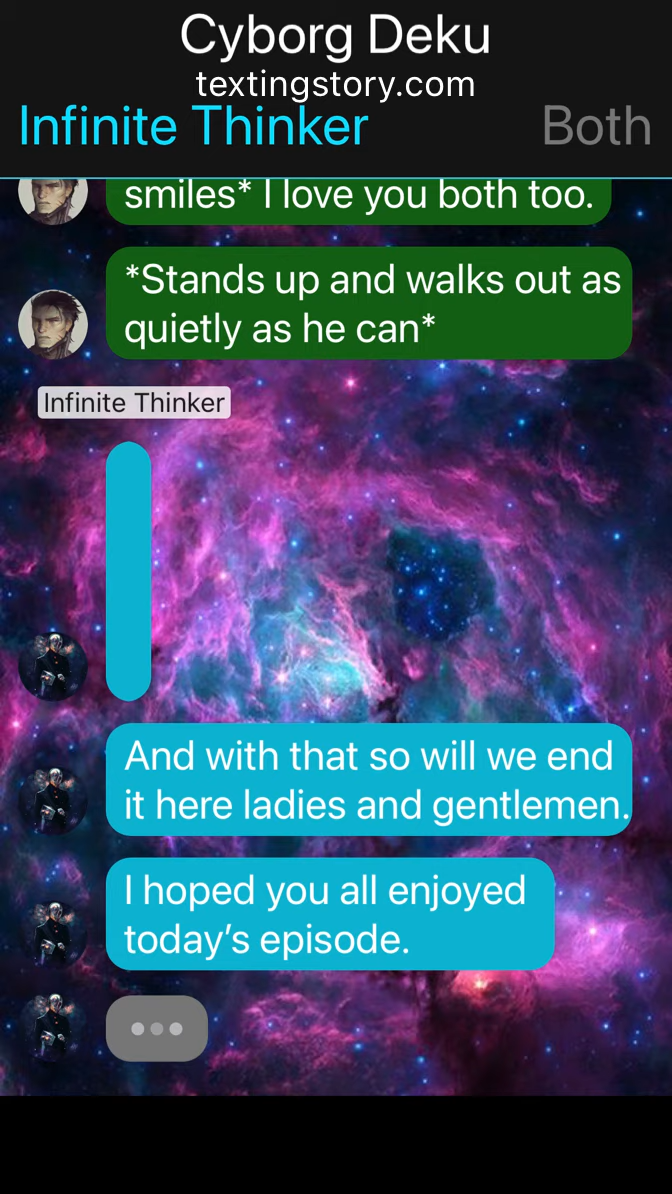 Cyborg Deku
textingstory.com
Infinite Thinker Both
smiles* I love you both too.
*Stands up and walks out as
quietly as he can*
Infinite Thinker
And with that so will we end
it here ladies and gentlemen.
I hoped you all enjoyed
today’s episode.